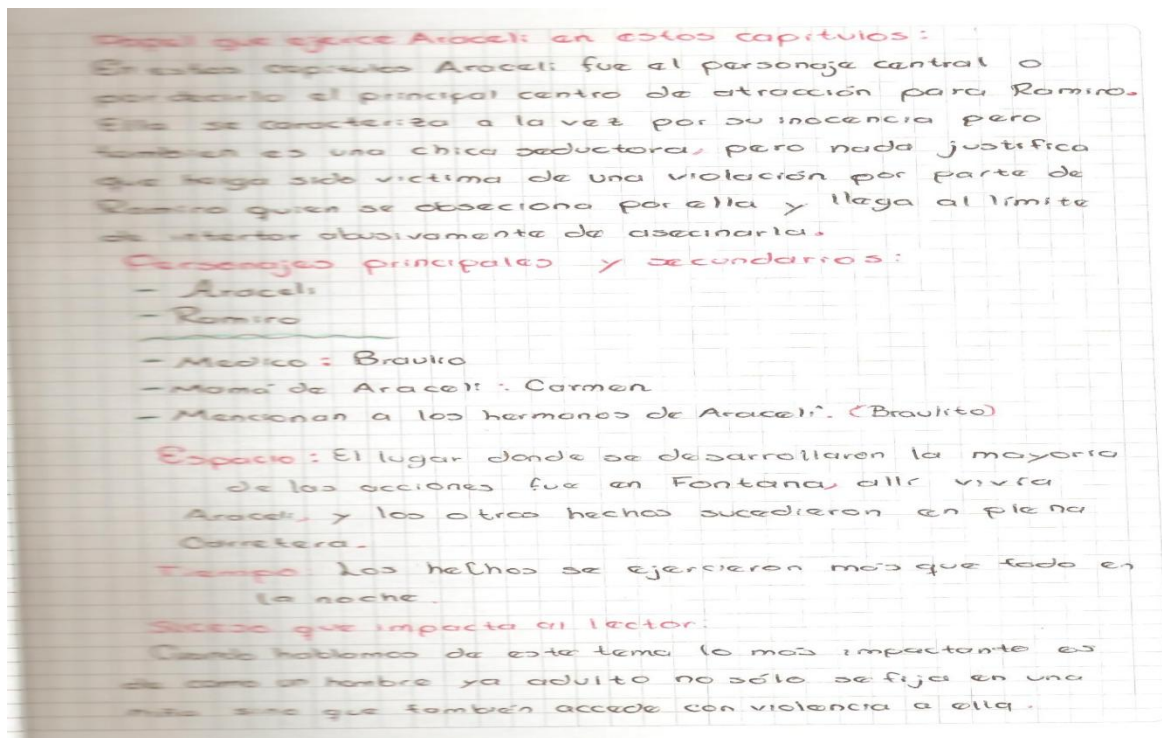 Papel que ejerce Araceli en estos capítulos:
En estos capitulos Araceli fue el personaje central o
por decirlo el principal centro de atracción para Ramiro.
Ella se caracteriza a la vez por su inocencia pero
tambien es una chica seductora, pero nada justifica
que haiga sido victima de una violación por parte de
Ramiro quien se obseciona por ella y llega al límite
de intentar abusivamente de asecinarla.
Personajes principales y secundarios:
- Araceli
- Ramiro
- Medico: Braulio
- Mamá de Araceli: Carmen
- Mencionan a los hermanos de Araceli. (Braulito)
Espacio: El lugar donde se desarrollaron la mayoria
de las acciones fue en Fontana, allí vivía
Araceli, y los otros hechos sucedieron en plena
Carretera.
Tiempo Los hechos se ejercieron más que todo en
la noche.
Suceso que impacta al lector:
Cuando hablamos de este tema lo más impactante es
de como un hombre ya adulto no sólo se fija en una
niña sino que también accede con violencia a ella.